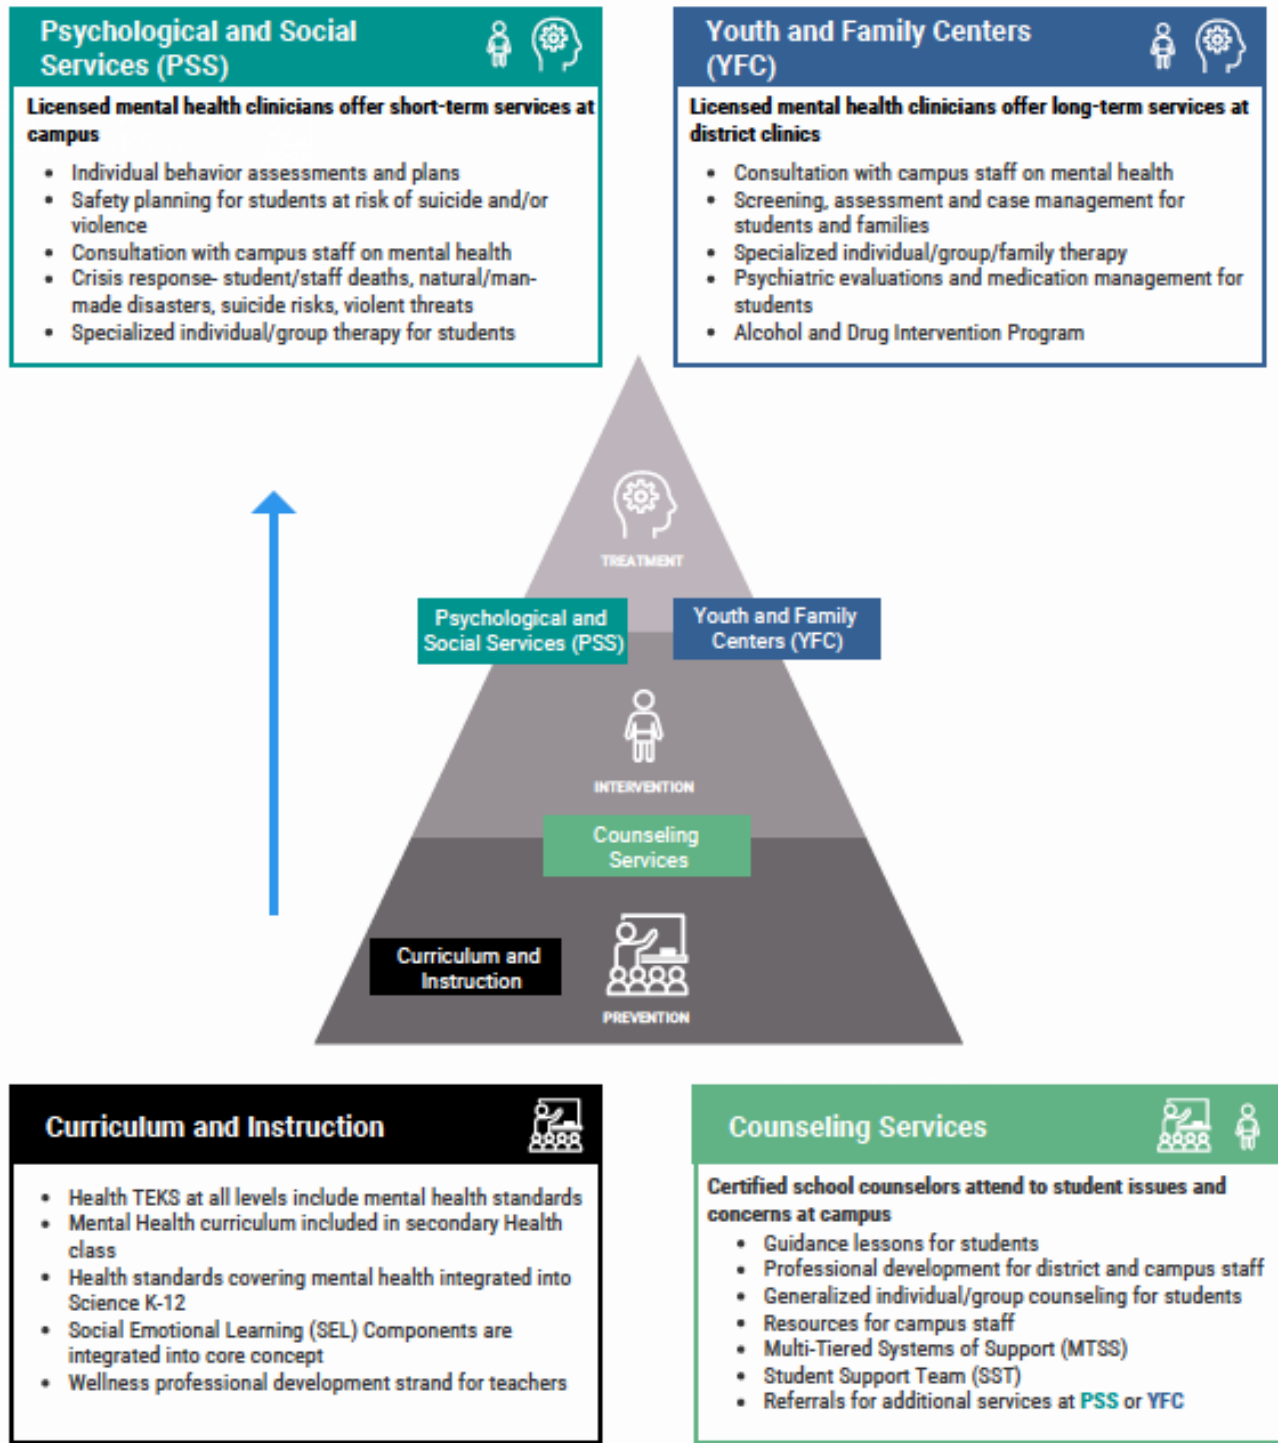 Psychological and Social
Services (PSS)
Licensed mental health clinicians offer short-term services at
campus
• Individual behavior assessments and plans
• Safety planning for students at risk of suicide and/or
violence
• Consultation with campus staff on mental health
• Crisis response- student/staff deaths, natural/man-
made disasters, suicide risks, violent threats
• Specialized individual/group therapy for students
Youth and Family Centers
(YFC)
Licensed mental health clinicians offer long-term services at
district clinics
• Consultation with campus staff on mental health
• Screening, assessment and case management for
students and families
• Specialized individual/group/family therapy
• Psychiatric evaluations and medication management for
students
• Alcohol and Drug Intervention Program
TREATMENT
Psychological and
Social Services (PSS)
Youth and Family
Centers (YFC)
INTERVENTION
Counseling
Services
Curriculum and
Instruction
PREVENTION
Curriculum and Instruction
• Health TEKS at all levels include mental health standards
• Mental Health curriculum included in secondary Health
class
• Health standards covering mental health integrated into
Science K-12
• Social Emotional Learning (SEL) Components are
integrated into core concept
• Wellness professional development strand for teachers
Counseling Services
Certified school counselors attend to student issues and
concerns at campus
• Guidance lessons for students
• Professional development for district and campus staff
• Generalized individual/group counseling for students
• Resources for campus staff
• Multi-Tiered Systems of Support (MTSS)
• Student Support Team (SST)
• Referrals for additional services at PSS or YFC